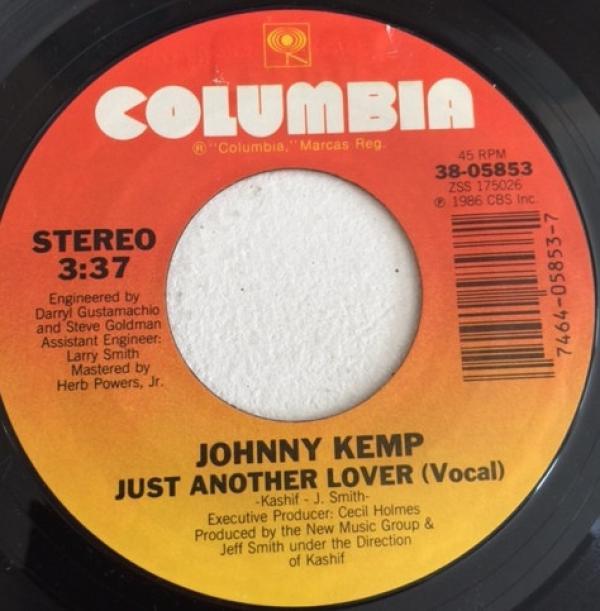 COLUMBIA
® "Columbia," Marcas Reg.
45 RPM
38-05853
ZSS 175026
℗ 1986 CBS Inc.
7464-05853-7
STEREO
3:37
Engineered by
Darryl Gustamachio
and Steve Goldman
Assistant Engineer:
Larry Smith
Mastered by
Herb Powers, Jr.
JOHNNY KEMP
JUST ANOTHER LOVER (Vocal)
-Kashif - J. Smith-
Executive Producer: Cecil Holmes
Produced by the New Music Group &
Jeff Smith under the Direction
of Kashif